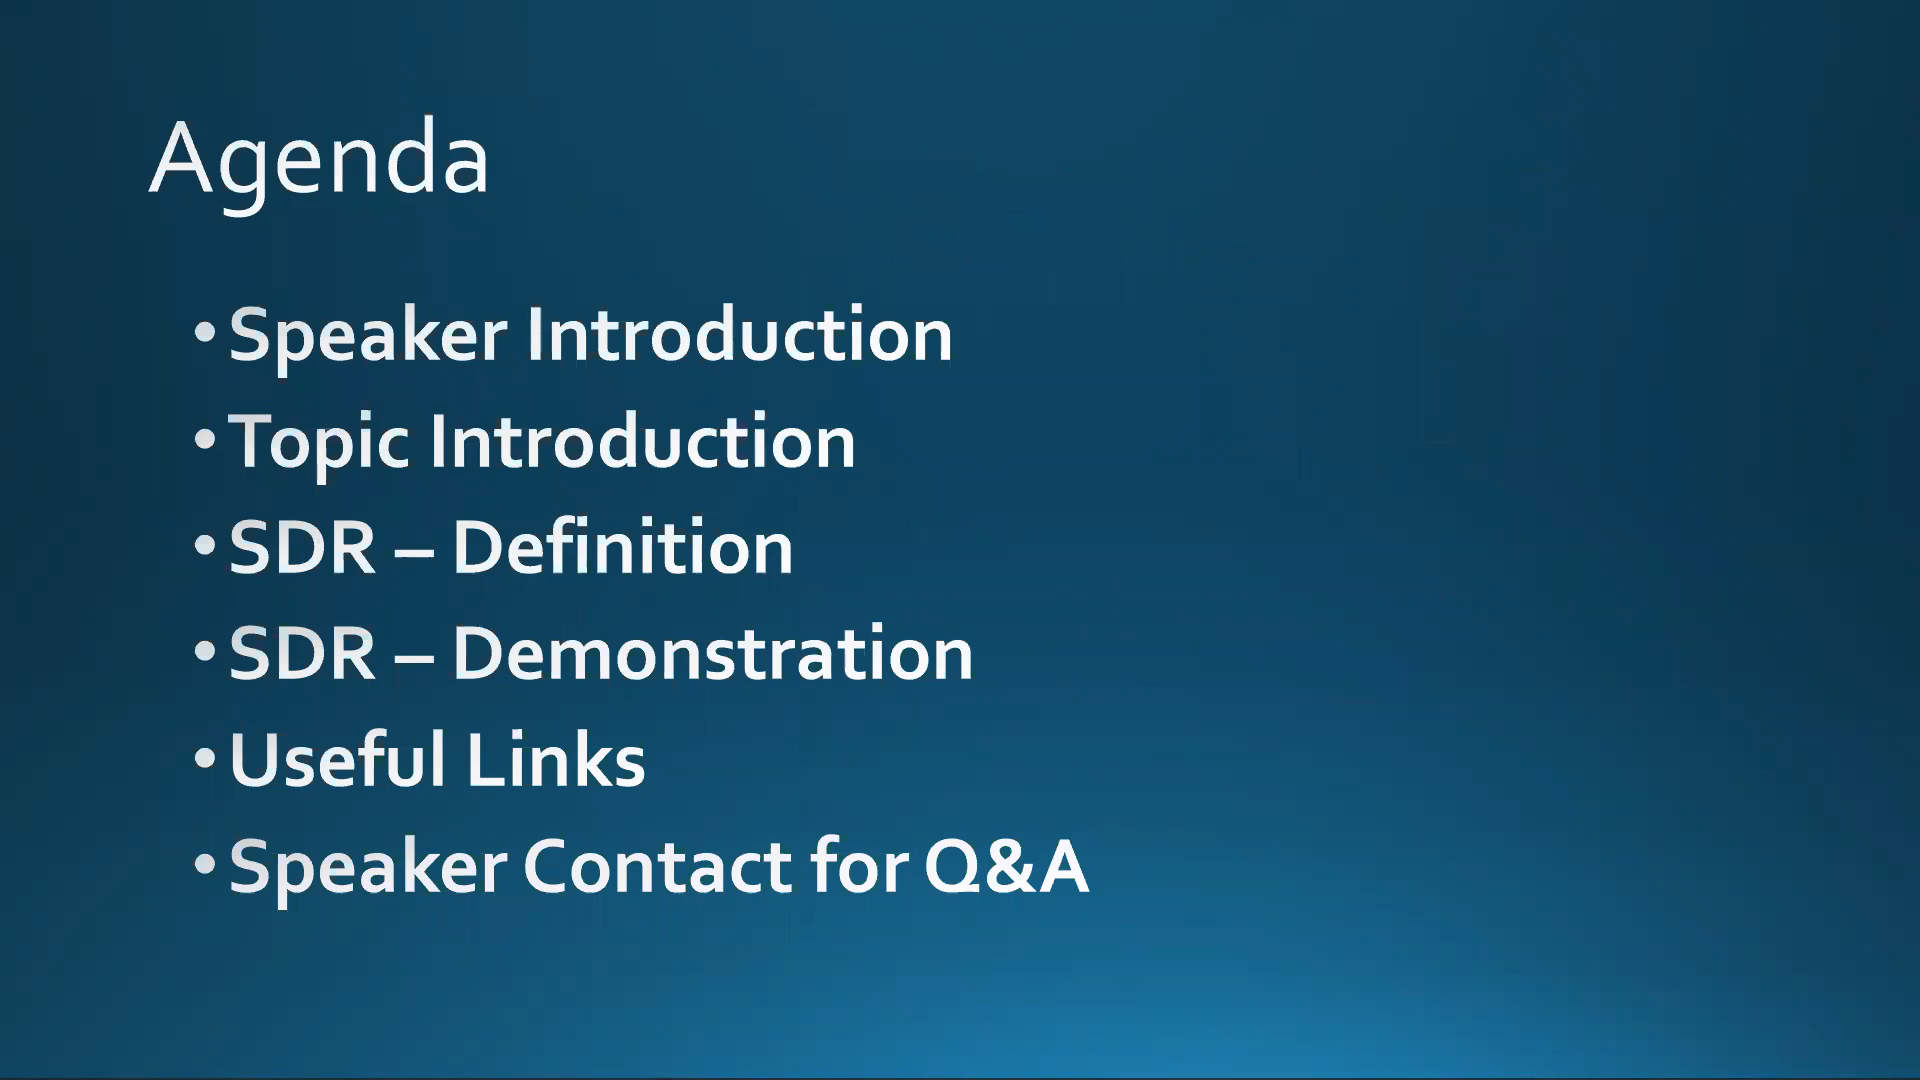 Agenda
• Speaker Introduction
• Topic Introduction
• SDR – Definition
• SDR – Demonstration
• Useful Links
• Speaker Contact for Q&A